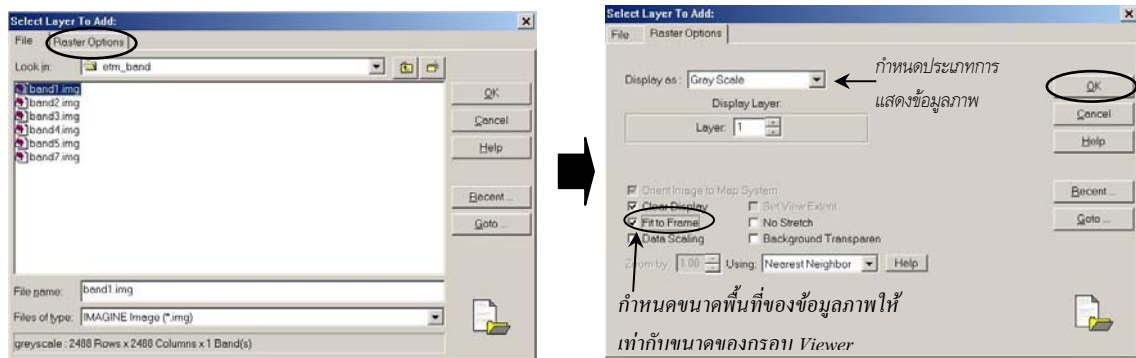 Select Layer To Add:
File
Raster Options
Look in:
etm_band
band1.img
band2.img
band3.img
band4.img
band5.img
band7.img
OK
Cancel
Help
Recent ...
Goto ...
File name:
band1.img
Files of type:
IMAGINE Image (*.img)
greyscale : 2488 Rows x 2488 Columns x 1 Band(s)
Select Layer To Add:
File
Raster Options
Display as :
Gray Scale
กำหนดประเภทการ
แสดงข้อมูลภาพ
Display Layer:
Layer:
1
OK
Cancel
Help
Recent ...
Goto ...
Orient Image to Map System
Clear Display
Set View Extent
Fit to Frame
No Stretch
Data Scaling
Background Transparen
Zoom by:
1.00
Using:
Nearest Neighbor
Help
กำหนดขนาดพื้นที่ของข้อมูลภาพให้
เท่ากับขนาดของกรอบ Viewer